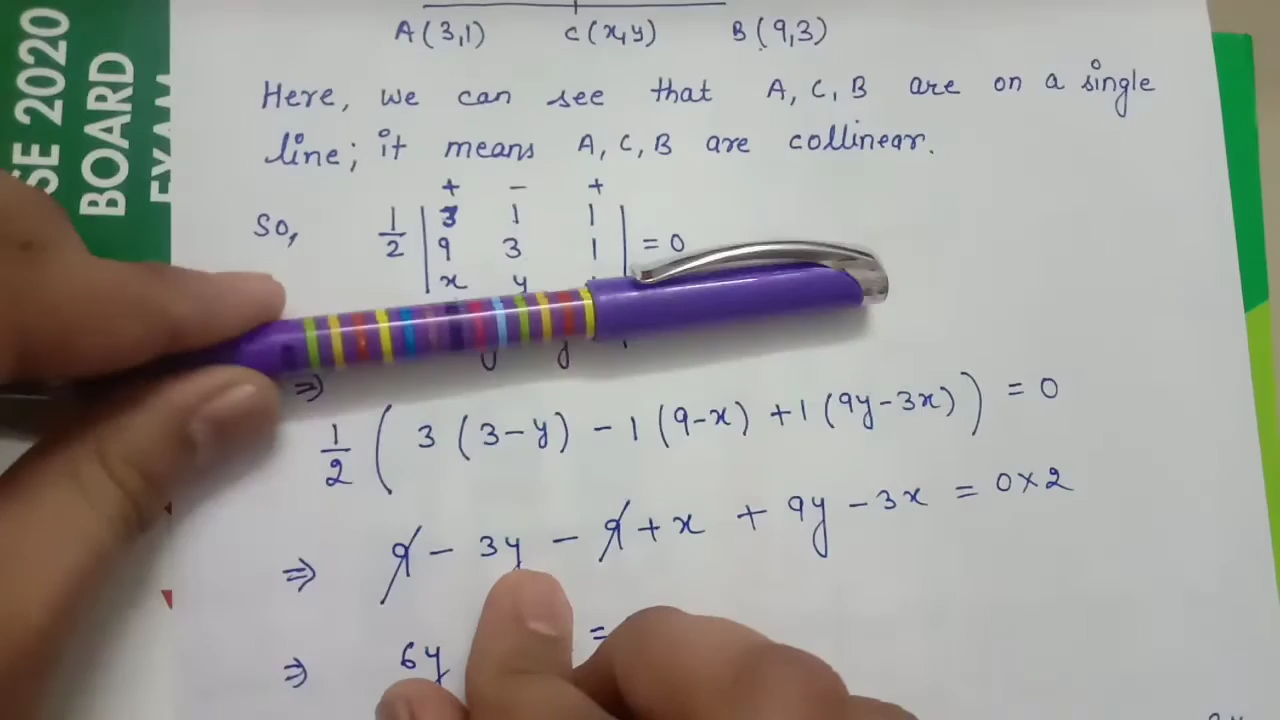 SE 2020
BOARD
EXAM
A(3,1) C(x,y) B(9,3)
Here, we can see that A, C, B are on a single
line; it means A, C, B are collinear.
+ - +
So, 1/2 | 3 1 1 |
| 9 3 1 | = 0
| x y
⇒
1/2 ( 3 (3-y) - 1 (9-x) + 1 (9y-3x) ) = 0
⇒ 9 - 3y - 9 + x + 9y - 3x = 0×2
⇒ 6y =